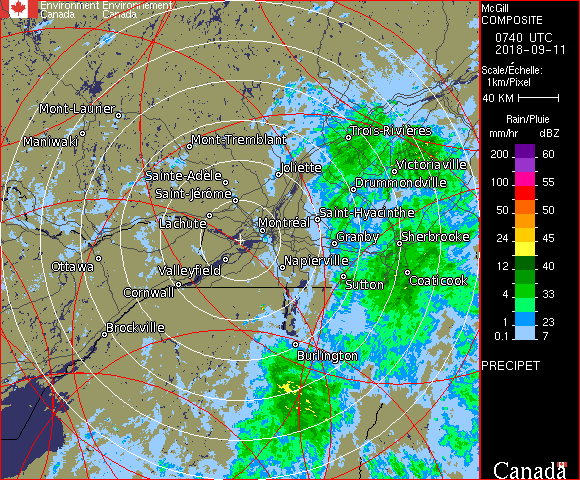 Environment Environnement
Canada Canada
McGill
COMPOSITE
0740 UTC
2018-09-11
Scale/Échelle:
1km/Pixel
40 KM
Rain/Pluie
mm/hr dBZ
200 60
150 57
100 55
50 50
24 45
12 40
4 33
1 23
0.1 7
PRECIPET
Canada
Mont-Laurier
Maniwaki
Mont-Tremblant
Trois-Rivières
Joliette
Victoriaville
Sainte-Adèle
Drummondville
Saint-Jérôme
Saint-Hyacinthe
Lachute
Montréal
Granby
Sherbrooke
Ottawa
Valleyfield
Napierville
Coaticook
Sutton
Cornwall
Brockville
Burlington